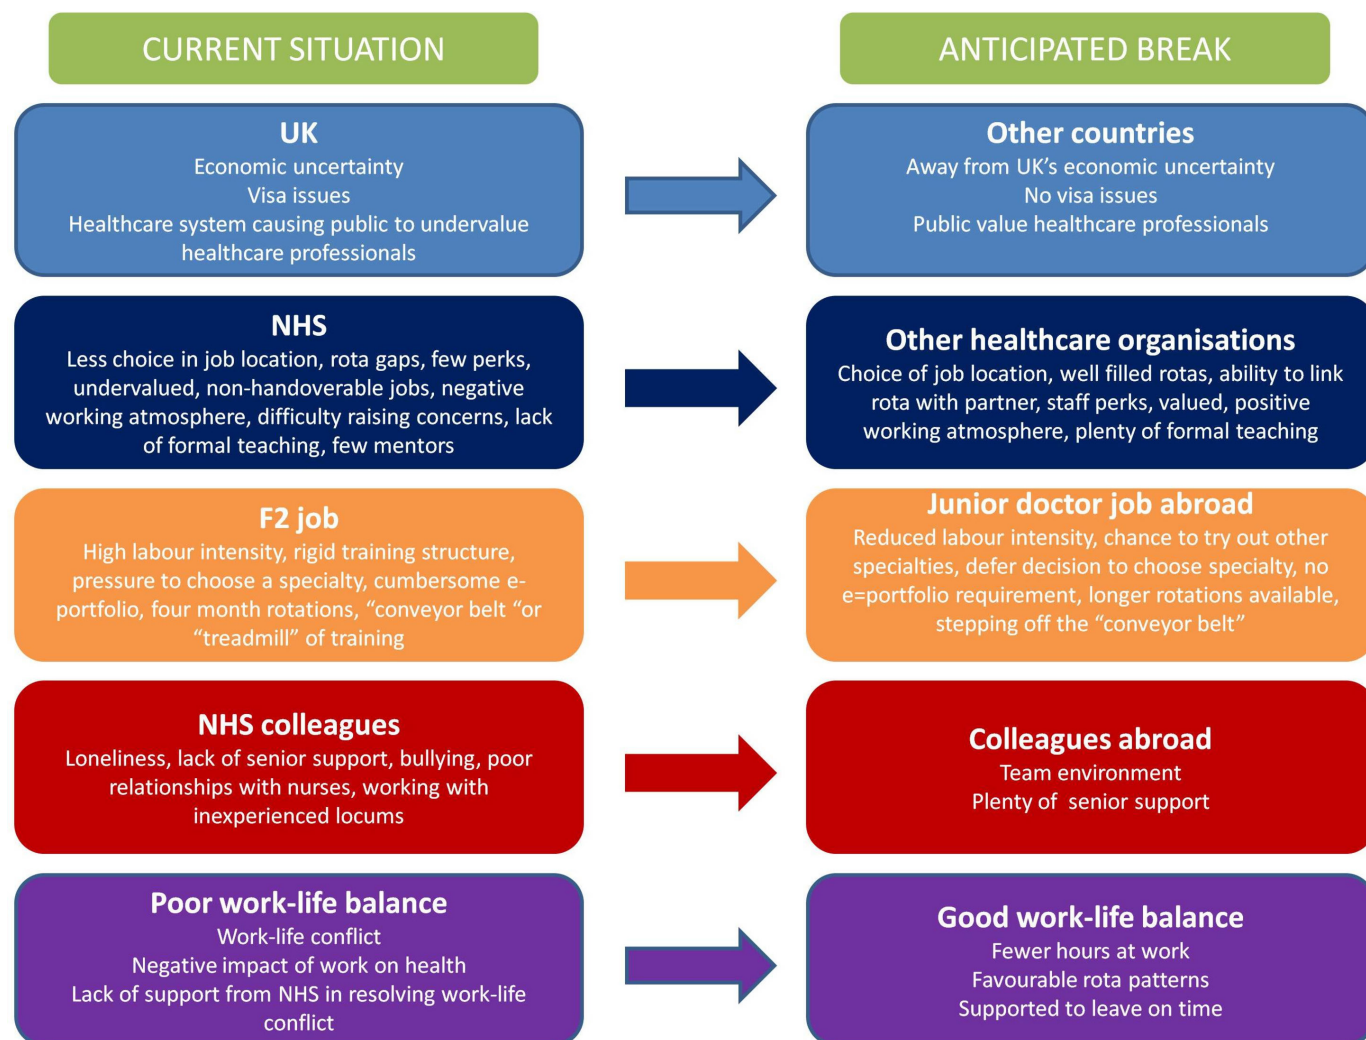 CURRENT SITUATION
ANTICIPATED BREAK
UK
Economic uncertainty
Visa issues
Healthcare system causing public to undervalue
healthcare professionals
Other countries
Away from UK’s economic uncertainty
No visa issues
Public value healthcare professionals
NHS
Less choice in job location, rota gaps, few perks,
undervalued, non-handoverable jobs, negative
working atmosphere, difficulty raising concerns, lack
of formal teaching, few mentors
Other healthcare organisations
Choice of job location, well filled rotas, ability to link
rota with partner, staff perks, valued, positive
working atmosphere, plenty of formal teaching
F2 job
High labour intensity, rigid training structure,
pressure to choose a specialty, cumbersome e-
portfolio, four month rotations, “conveyor belt “or
“treadmill” of training
Junior doctor job abroad
Reduced labour intensity, chance to try out other
specialties, defer decision to choose specialty, no
e=portfolio requirement, longer rotations available,
stepping off the “conveyor belt”
NHS colleagues
Loneliness, lack of senior support, bullying, poor
relationships with nurses, working with
inexperienced locums
Colleagues abroad
Team environment
Plenty of senior support
Poor work-life balance
Work-life conflict
Negative impact of work on health
Lack of support from NHS in resolving work-life
conflict
Good work-life balance
Fewer hours at work
Favourable rota patterns
Supported to leave on time